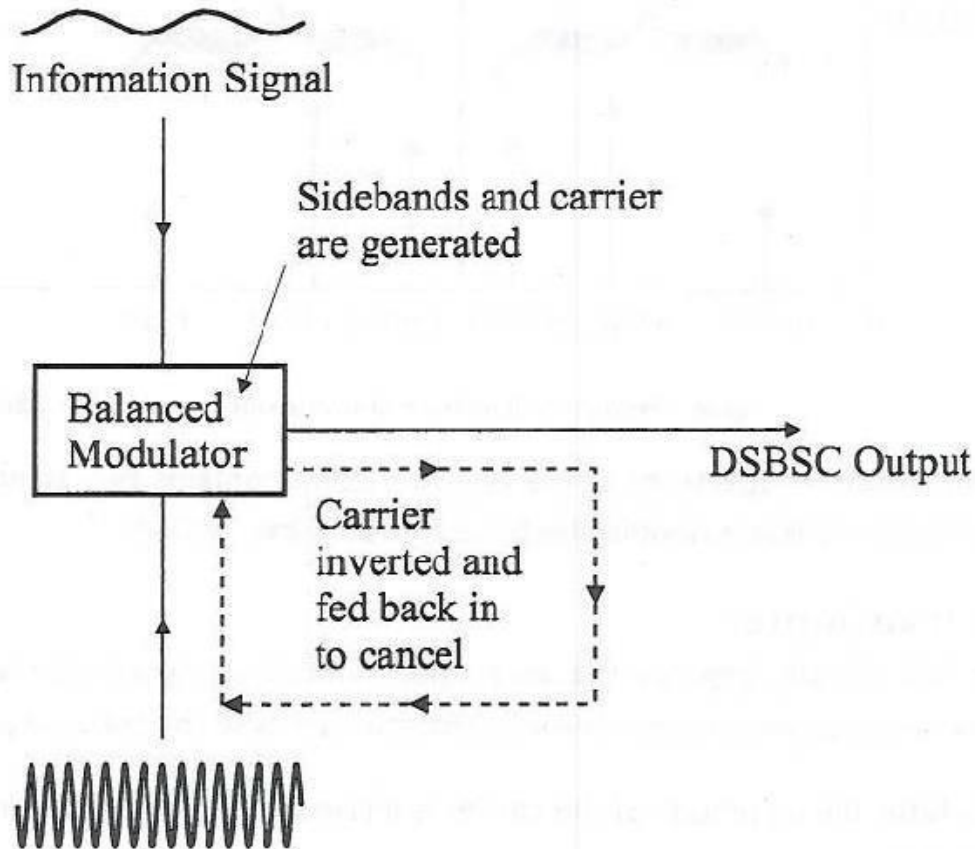 Information Signal
Sidebands and carrier
are generated
Balanced
Modulator
DSBSC Output
Carrier
inverted and
fed back in
to cancel